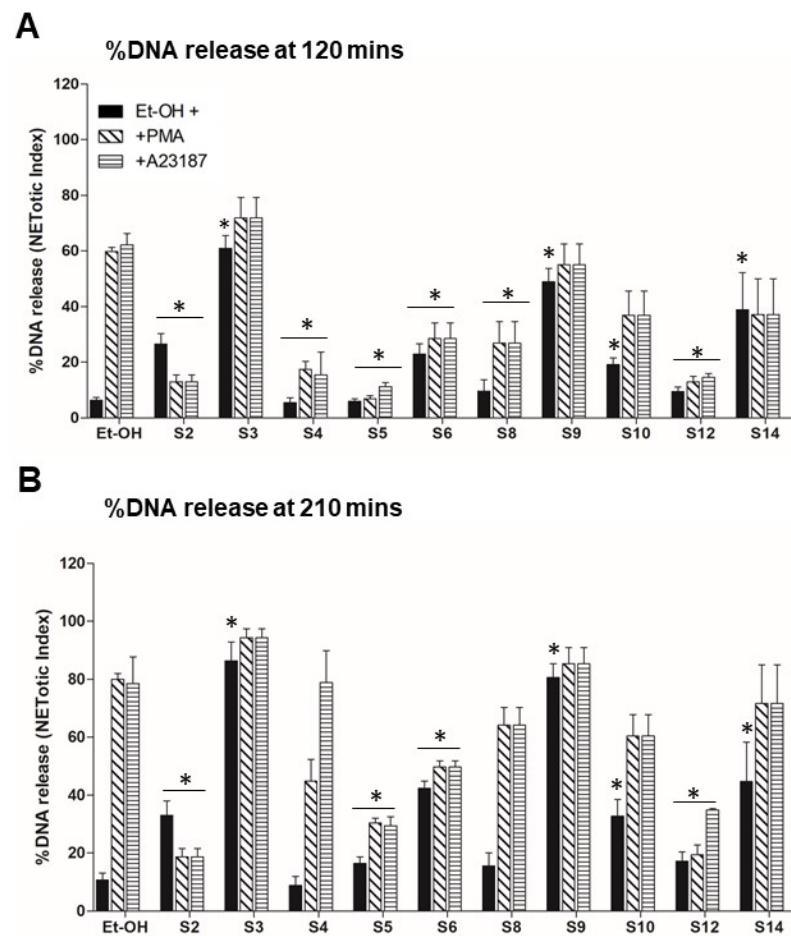 A
%DNA release at 120 mins
%DNA release (NETotic Index)
120
100
80
60
40
20
0
Et-OH +
+PMA
+A23187
*
*
*
*
*
*
*
*
*
*
Et-OH S2 S3 S4 S5 S6 S8 S9 S10 S12 S14
B
%DNA release at 210 mins
%DNA release (NETotic Index)
120
100
80
60
40
20
0
*
*
*
*
*
*
*
*
Et-OH S2 S3 S4 S5 S6 S8 S9 S10 S12 S14